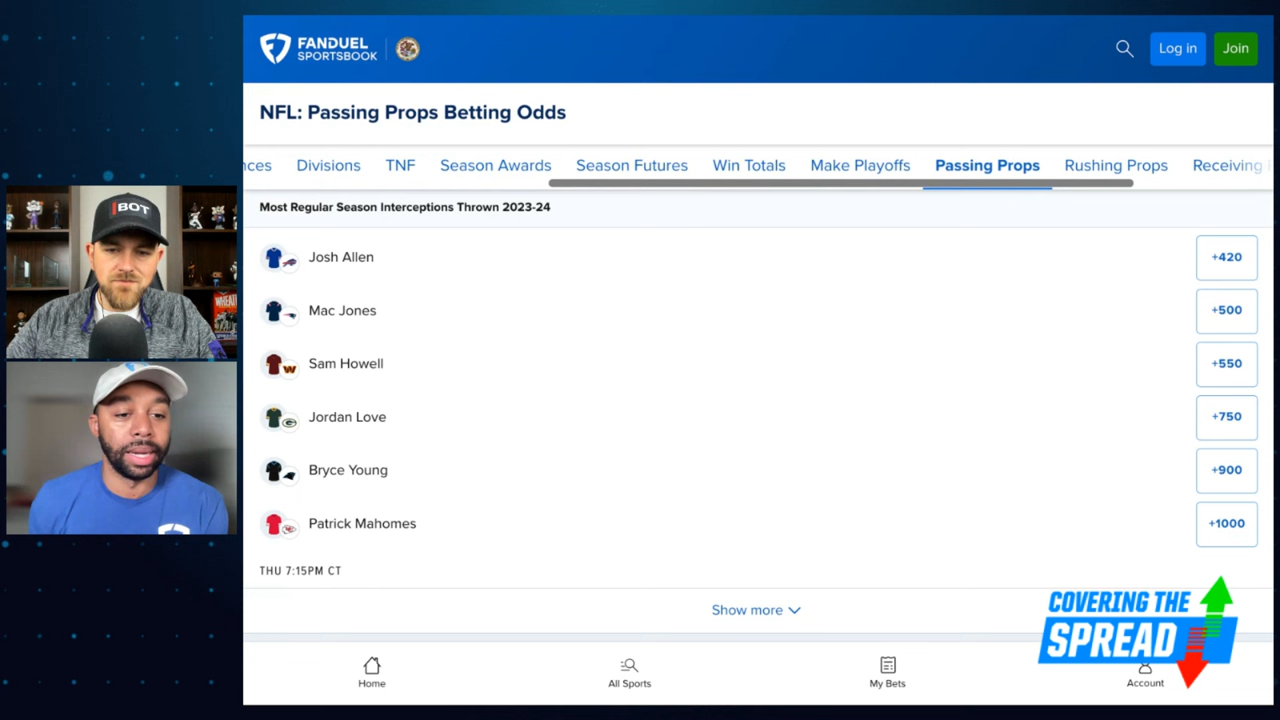 FANDUEL
SPORTSBOOK
Log in
Join
NFL: Passing Props Betting Odds
nces
Divisions
TNF
Season Awards
Season Futures
Win Totals
Make Playoffs
Passing Props
Rushing Props
Receiving
Most Regular Season Interceptions Thrown 2023-24
Josh Allen
+420
Mac Jones
+500
Sam Howell
+550
Jordan Love
+750
Bryce Young
+900
Patrick Mahomes
+1000
THU 7:15PM CT
Show more
Home
All Sports
My Bets
Account
COVERING THE
SPREAD
BOT
WHEATIES